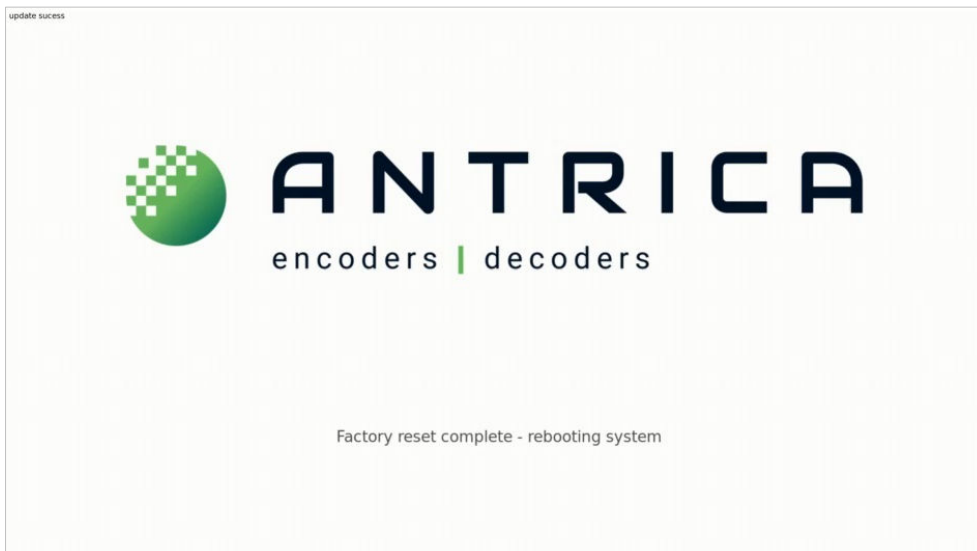 update sucess
ANTRICA
encoders | decoders
Factory reset complete - rebooting system